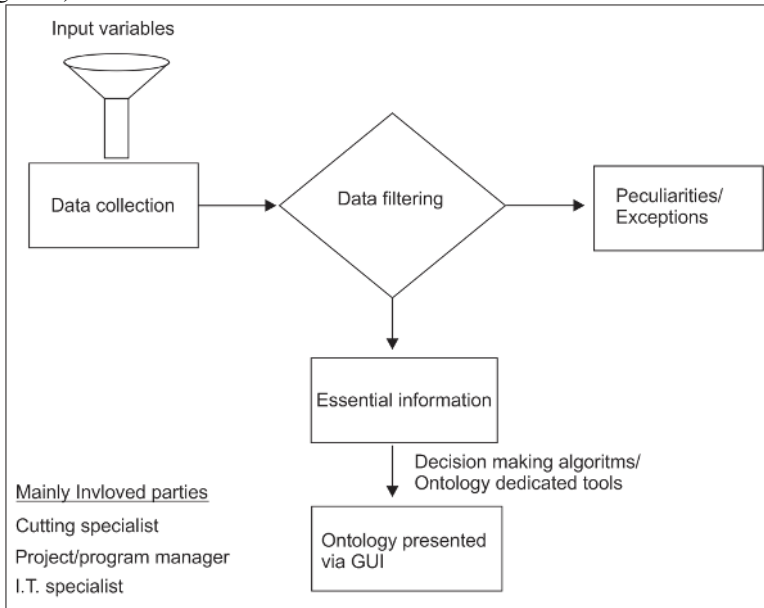 Input variables
Data collection
Data filtering
Peculiarities/
Exceptions
Essential information
Decision making algoritms/
Ontology dedicated tools
Ontology presented
via GUI
Mainly Invloved parties
Cutting specialist
Project/program manager
I.T. specialist